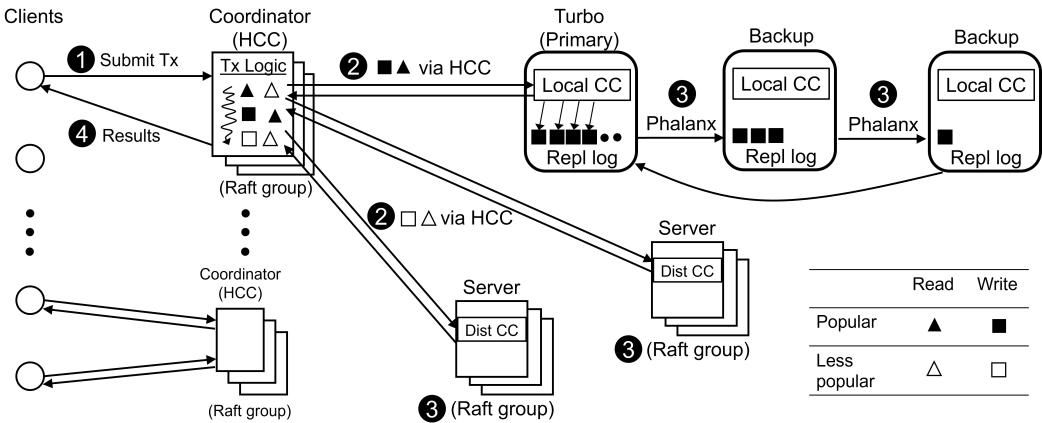 Clients
Coordinator
(HCC)
Turbo
(Primary)
Backup
Backup
1 Submit Tx
Tx Logic
2 ■▲ via HCC
Local CC
Local CC
Local CC
3
Phalanx
3
Phalanx
4 Results
Repl log
Repl log
Repl log
(Raft group)
2 □△ via HCC
Server
Dist CC
3 (Raft group)
Coordinator
(HCC)
(Raft group)
Server
Dist CC
3 (Raft group)
Read Write
Popular ▲ ■
Less
popular △ □